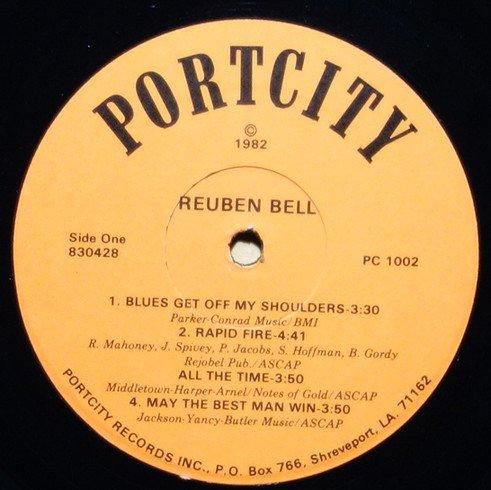 PORTCITY
©
1982
REUBEN BELL
Side One
830428
PC 1002
1. BLUES GET OFF MY SHOULDERS-3:30
Parker-Conrad Music/BMI
2. RAPID FIRE-4:41
R. Mahoney, J. Spivey, P. Jacobs, S. Hoffman, B. Gordy
Rejobel Pub./ASCAP
ALL THE TIME-3:50
Middletown-Harper-Arnel/Notes of Gold/ASCAP
4. MAY THE BEST MAN WIN-3:50
Jackson-Yancy-Butler Music/ASCAP
PORTCITY RECORDS INC., P.O. Box 766, Shreveport, LA. 71162